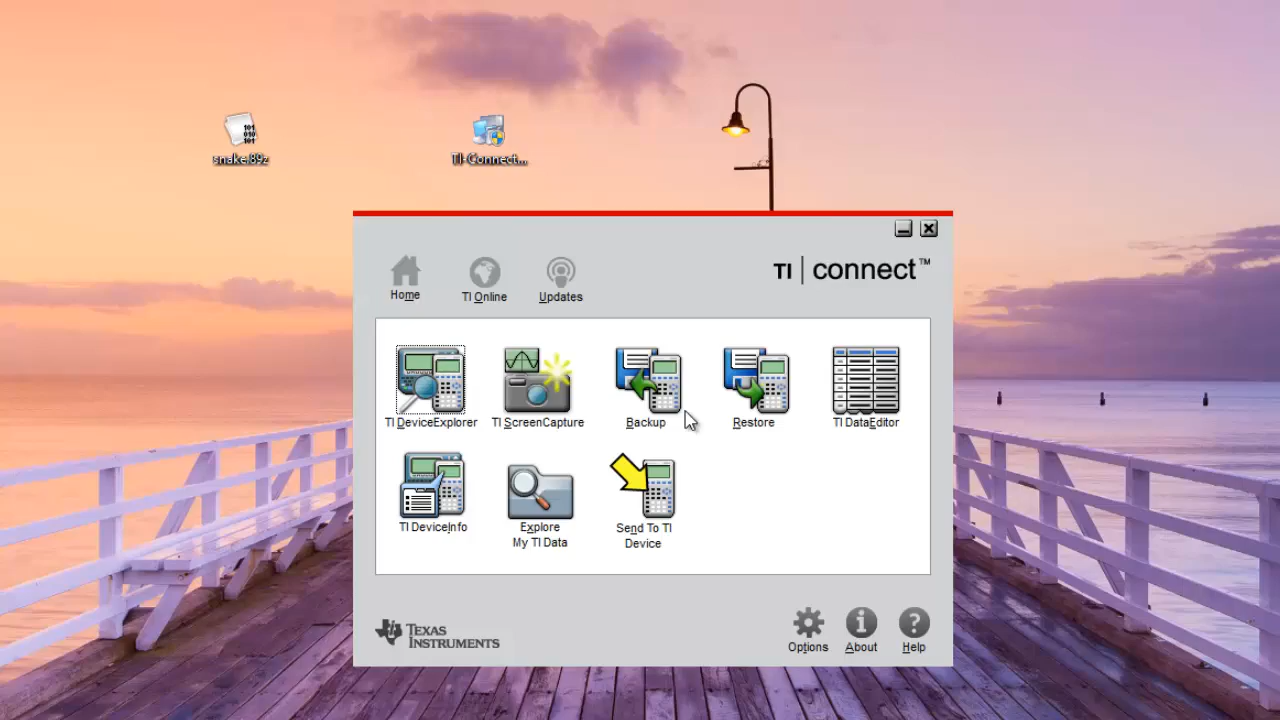 snake.89z
TI-Connect...
TI connect™
Home
TI Online
Updates
TI DeviceExplorer
TI ScreenCapture
Backup
Restore
TI DataEditor
TI DeviceInfo
Explore
My TI Data
Send To TI
Device
Texas
Instruments
Options
About
Help